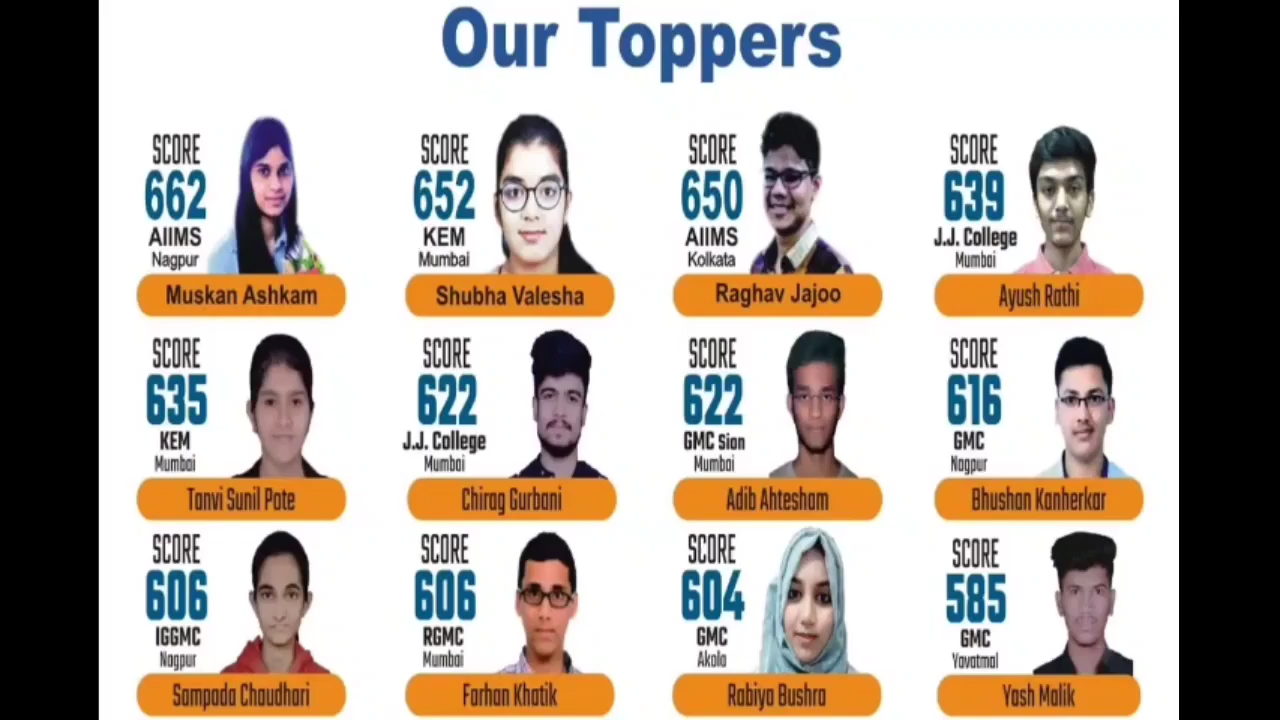 Our Toppers
SCORE
662
AIIMS
Nagpur
Muskan Ashkam
SCORE
652
KEM
Mumbai
Shubha Valesha
SCORE
650
AIIMS
Kolkata
Raghav Jajoo
SCORE
639
J.J. College
Mumbai
Ayush Rathi
SCORE
635
KEM
Mumbai
Tanvi Sunil Pote
SCORE
622
J.J. College
Mumbai
Chirag Gurbani
SCORE
622
GMC Sion
Mumbai
Adib Ahtesham
SCORE
616
GMC
Nagpur
Bhushan Kanherkar
SCORE
606
IGGMC
Nagpur
Sampada Chaudhari
SCORE
606
RGMC
Mumbai
Farhan Khatik
SCORE
604
GMC
Akola
Rabiya Bushra
SCORE
585
GMC
Yavatmal
Yash Malik